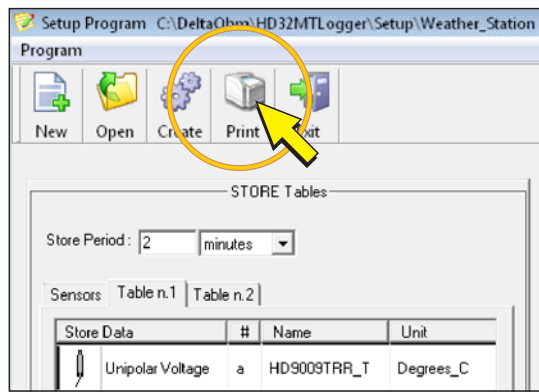 Setup Program C:\DeltaOhm\HD32MTLogger\Setup\Weather_Station
Program
New Open Create Print Exit
STORE Tables
Store Period : 2 minutes
Sensors Table n.1 Table n.2
Store Data # Name Unit
Unipolar Voltage a HD9009TRR_T Degrees_C